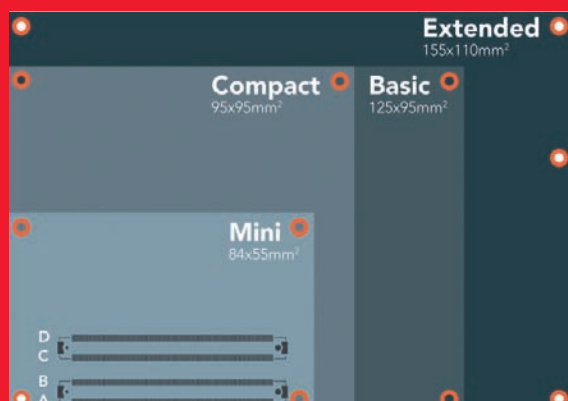 Extended
155x110mm²
Compact
95x95mm²
Basic
125x95mm²
Mini
84x55mm²
D
C
B
A